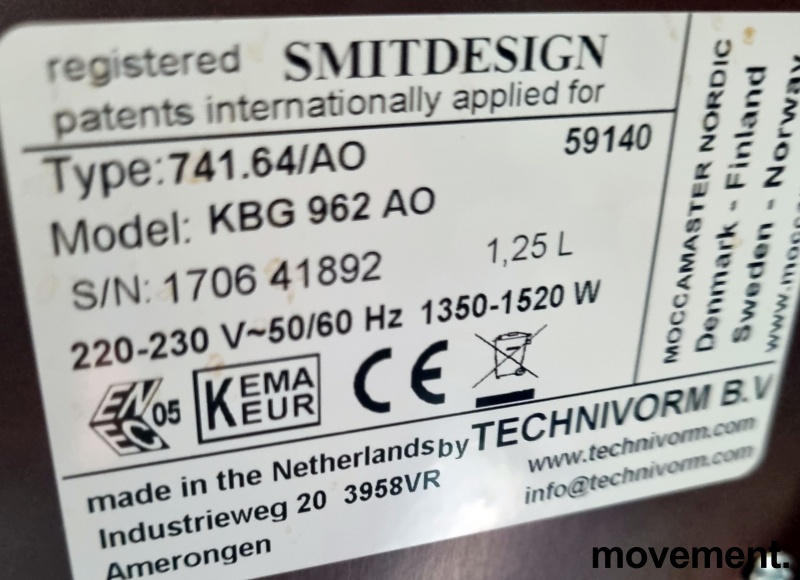 registered SMITDESIGN
patents internationally applied for
Type:741.64/AO 59140
Model: KBG 962 AO
S/N: 1706 41892 1,25 L
220-230 V~50/60 Hz 1350-1520 W
ENEC 05 KEMA EUR CE
made in the Netherlands by TECHNIVORM B.V
Industrieweg 20 3958VR www.technivorm.com
Amerongen info@technivorm.com
MOCCAMASTER NORDIC
Denmark - Finland
Sweden - Norway
movement.